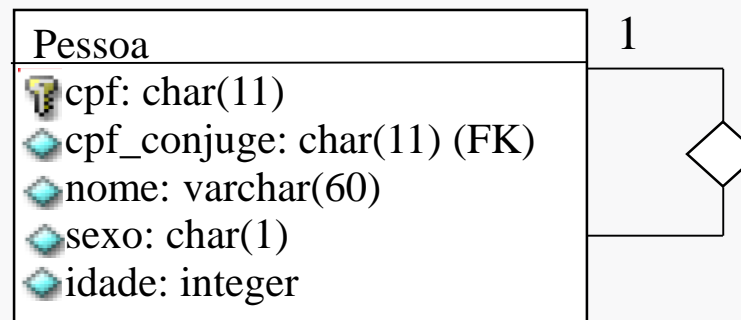 Pessoa
1
cpf: char(11)
cpf_conjuge: char(11) (FK)
nome: varchar(60)
sexo: char(1)
idade: integer